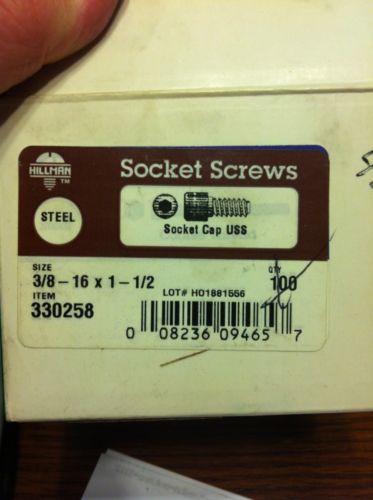 HILLMAN
TM
Socket Screws
STEEL
Socket Cap USS
SIZE
3/8-16 x 1-1/2
QTY
100
ITEM
330258
LOT# HO1881556
0 08236 09465 7